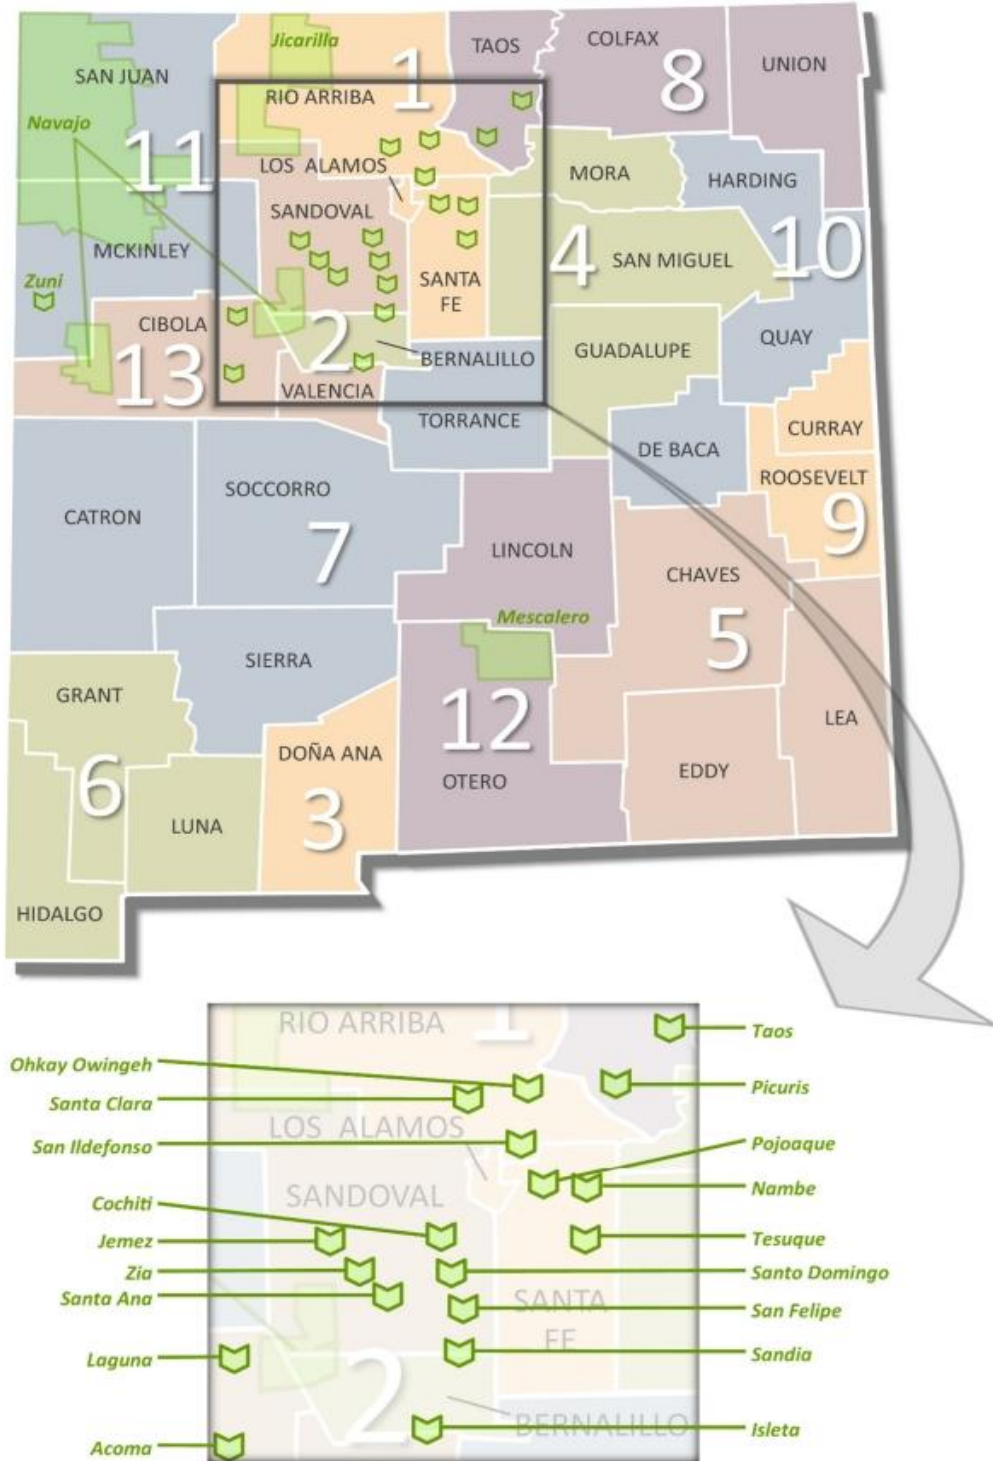 Jicarilla
TAOS
COLFAX
UNION
SAN JUAN
1
8
RIO ARRIBA
Navajo
11
LOS ALAMOS
MORA
HARDING
SANDOVAL
MCKINLEY
4
10
SAN MIGUEL
Zuni
SANTA
FE
CIBOLA
2
BERNALILLO
GUADALUPE
QUAY
13
VALENCIA
TORRANCE
CURRAY
DE BACA
ROOSEVELT
SOCCORRO
CATRON
9
7
LINCOLN
CHAVES
Mescalero
5
SIERRA
GRANT
12
LEA
DOÑA ANA
OTERO
EDDY
6
3
LUNA
HIDALGO
RIO ARRIBA
1
Taos
Ohkay Owingeh
Picuris
Santa Clara
LOS ALAMOS
San Ildefonso
Pojoaque
Nambe
SANDOVAL
Cochiti
Jemez
Tesuque
Zia
Santo Domingo
Santa Ana
SANTA
FE
San Felipe
Laguna
Sandia
2
BERNALILLO
Isleta
Acoma